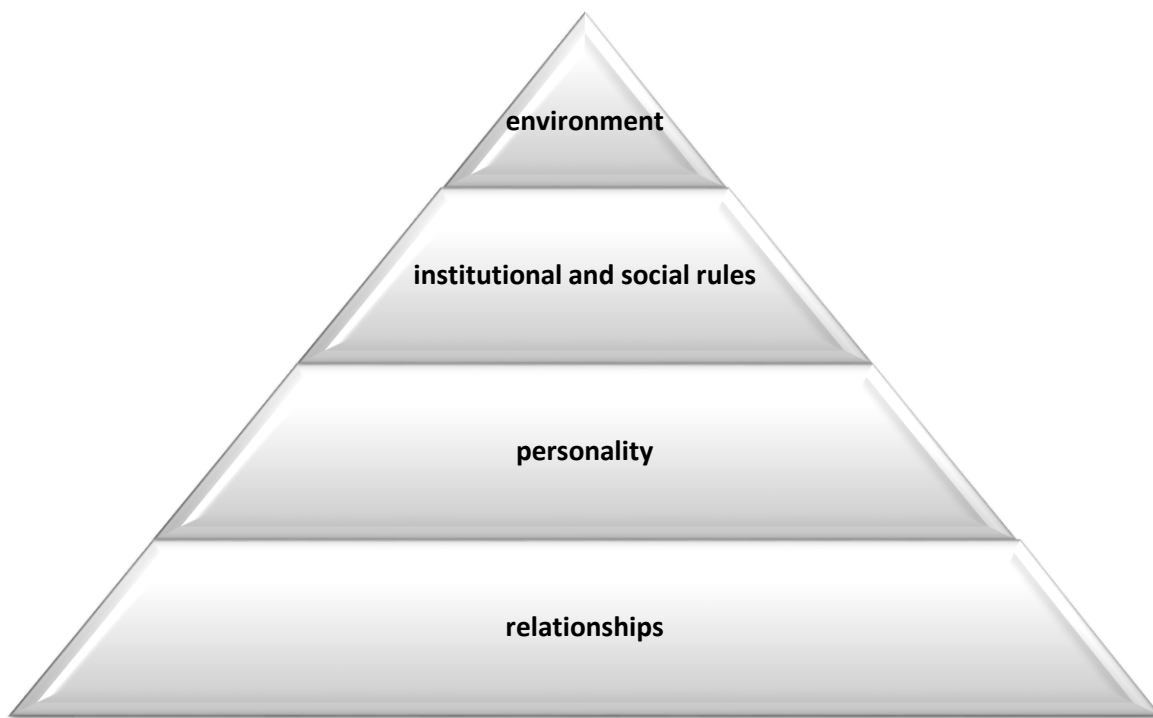 environment
institutional and social rules
personality
relationships